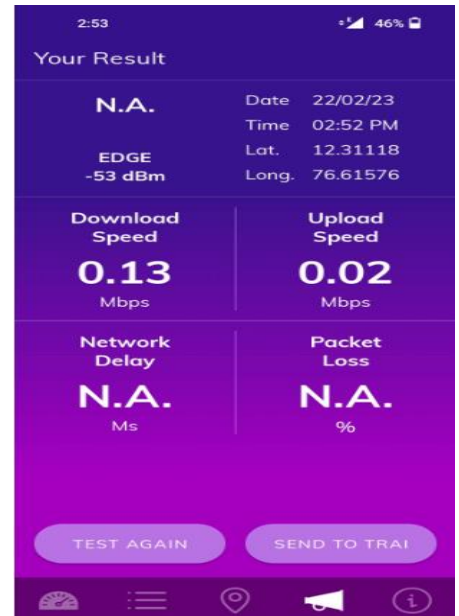 2:53
E
46%
Your Result
N.A.
EDGE
-53 dBm
Date 22/02/23
Time 02:52 PM
Lat. 12.31118
Long. 76.61576
Download
Speed
0.13
Mbps
Upload
Speed
0.02
Mbps
Network
Delay
N.A.
Ms
Packet
Loss
N.A.
%
TEST AGAIN
SEND TO TRAI
i